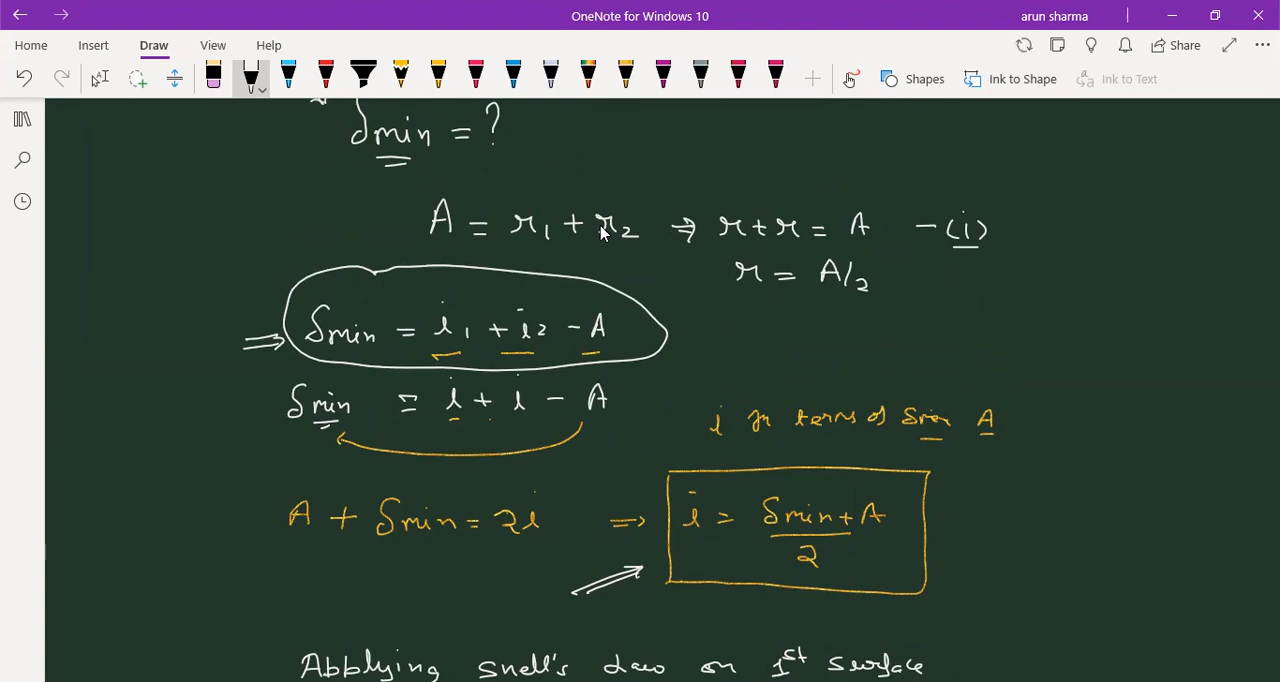 OneNote for Windows 10
arun sharma
Home Insert Draw View Help
Share
Shapes Ink to Shape Ink to Text
δmin = ?
A = r1 + r2 ⇒ r + r = A - (i)
r = A/2
⇒ δmin = i1 + i2 - A
δmin = i + i - A
i in terms of δmin A
A + δmin = 2i ⇒ i = δmin + A / 2
Applying snell's law on 1st surface